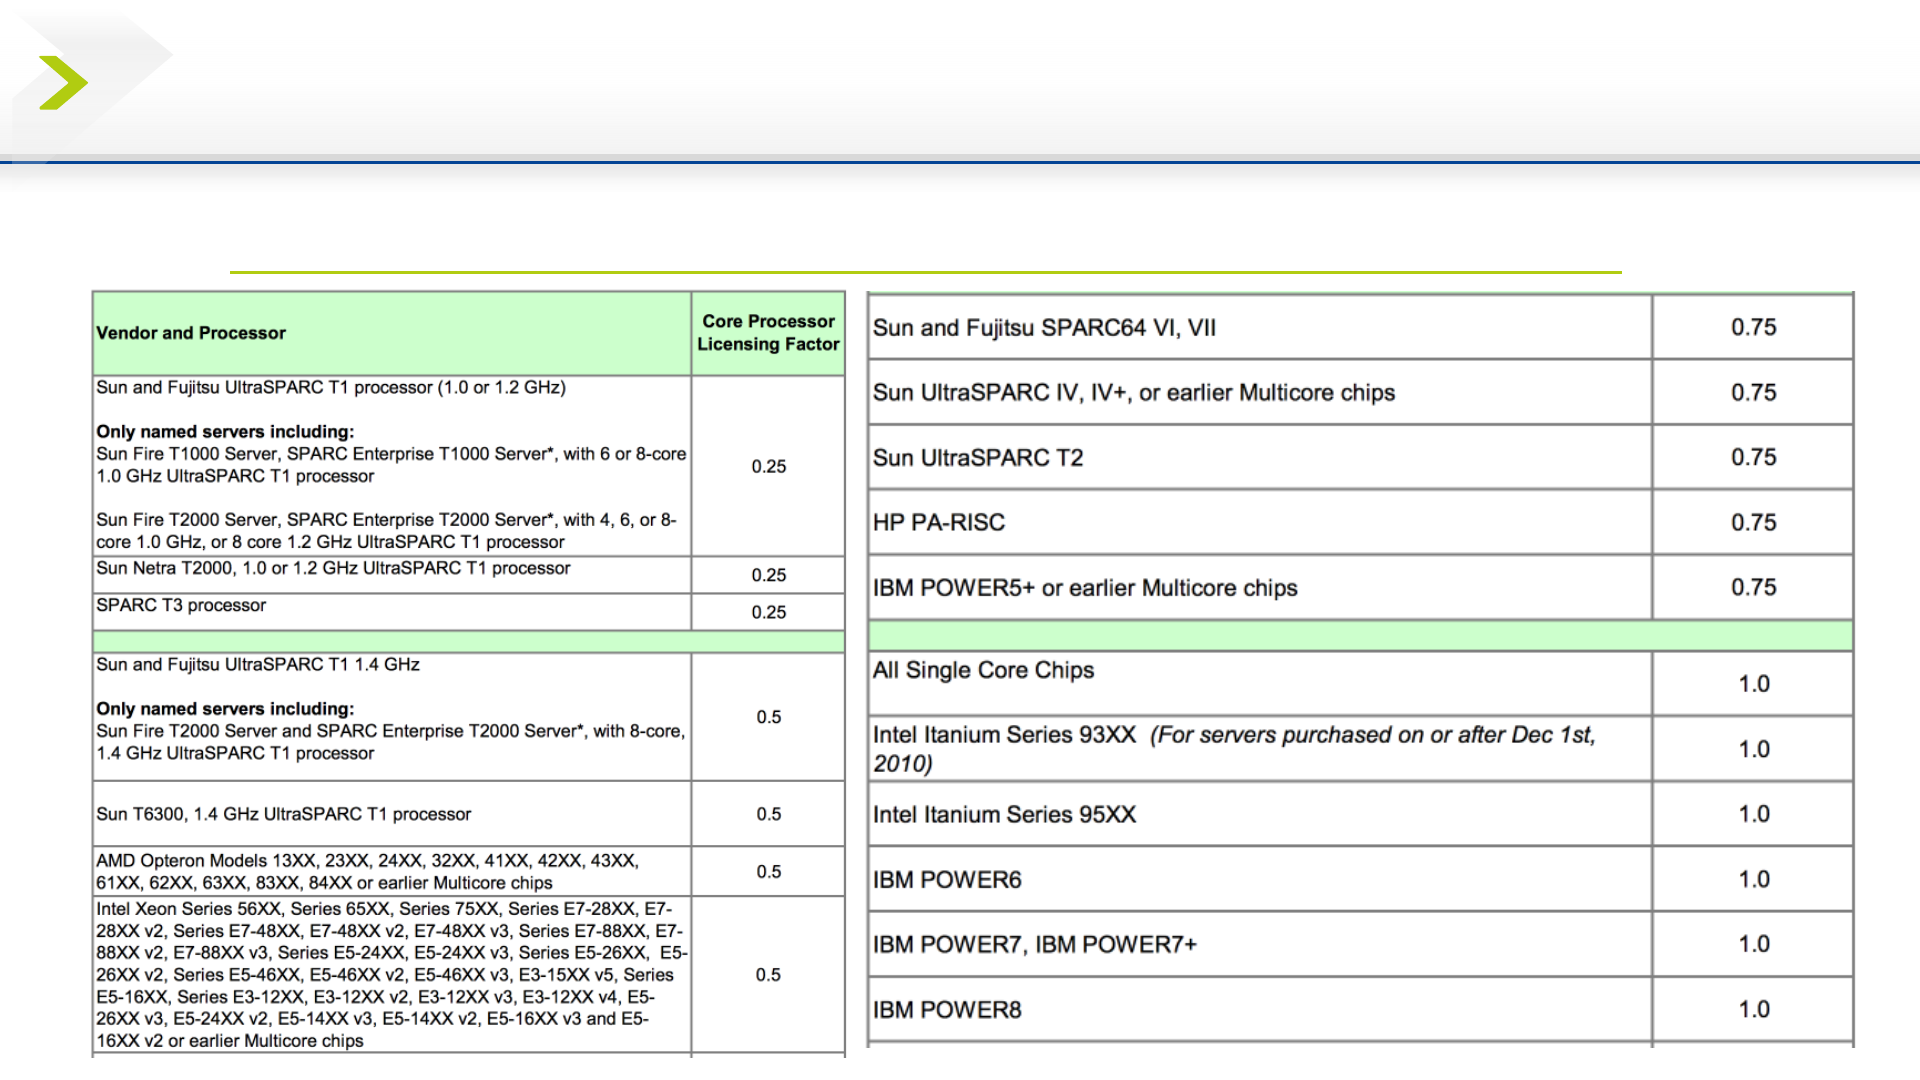 Vendor and Processor
Core Processor
Licensing Factor
Sun and Fujitsu UltraSPARC T1 processor (1.0 or 1.2 GHz)
Only named servers including:
Sun Fire T1000 Server, SPARC Enterprise T1000 Server*, with 6 or 8-core
1.0 GHz UltraSPARC T1 processor
Sun Fire T2000 Server, SPARC Enterprise T2000 Server*, with 4, 6, or 8-
core 1.0 GHz, or 8 core 1.2 GHz UltraSPARC T1 processor
0.25
Sun Netra T2000, 1.0 or 1.2 GHz UltraSPARC T1 processor
0.25
SPARC T3 processor
0.25
Sun and Fujitsu UltraSPARC T1 1.4 GHz
Only named servers including:
Sun Fire T2000 Server and SPARC Enterprise T2000 Server*, with 8-core,
1.4 GHz UltraSPARC T1 processor
0.5
Sun T6300, 1.4 GHz UltraSPARC T1 processor
0.5
AMD Opteron Models 13XX, 23XX, 24XX, 32XX, 41XX, 42XX, 43XX,
61XX, 62XX, 63XX, 83XX, 84XX or earlier Multicore chips
0.5
Intel Xeon Series 56XX, Series 65XX, Series 75XX, Series E7-28XX, E7-
28XX v2, Series E7-48XX, E7-48XX v2, E7-48XX v3, Series E7-88XX, E7-
88XX v2, E7-88XX v3, Series E5-24XX, E5-24XX v3, Series E5-26XX, E5-
26XX v2, Series E5-46XX, E5-46XX v2, E5-46XX v3, E3-15XX v5, Series
E5-16XX, Series E3-12XX, E3-12XX v2, E3-12XX v3, E3-12XX v4, E5-
26XX v3, E5-24XX v2, E5-14XX v3, E5-14XX v2, E5-16XX v3 and E5-
16XX v2 or earlier Multicore chips
0.5
Sun and Fujitsu SPARC64 VI, VII
0.75
Sun UltraSPARC IV, IV+, or earlier Multicore chips
0.75
Sun UltraSPARC T2
0.75
HP PA-RISC
0.75
IBM POWER5+ or earlier Multicore chips
0.75
All Single Core Chips
1.0
Intel Itanium Series 93XX (For servers purchased on or after Dec 1st,
2010)
1.0
Intel Itanium Series 95XX
1.0
IBM POWER6
1.0
IBM POWER7, IBM POWER7+
1.0
IBM POWER8
1.0